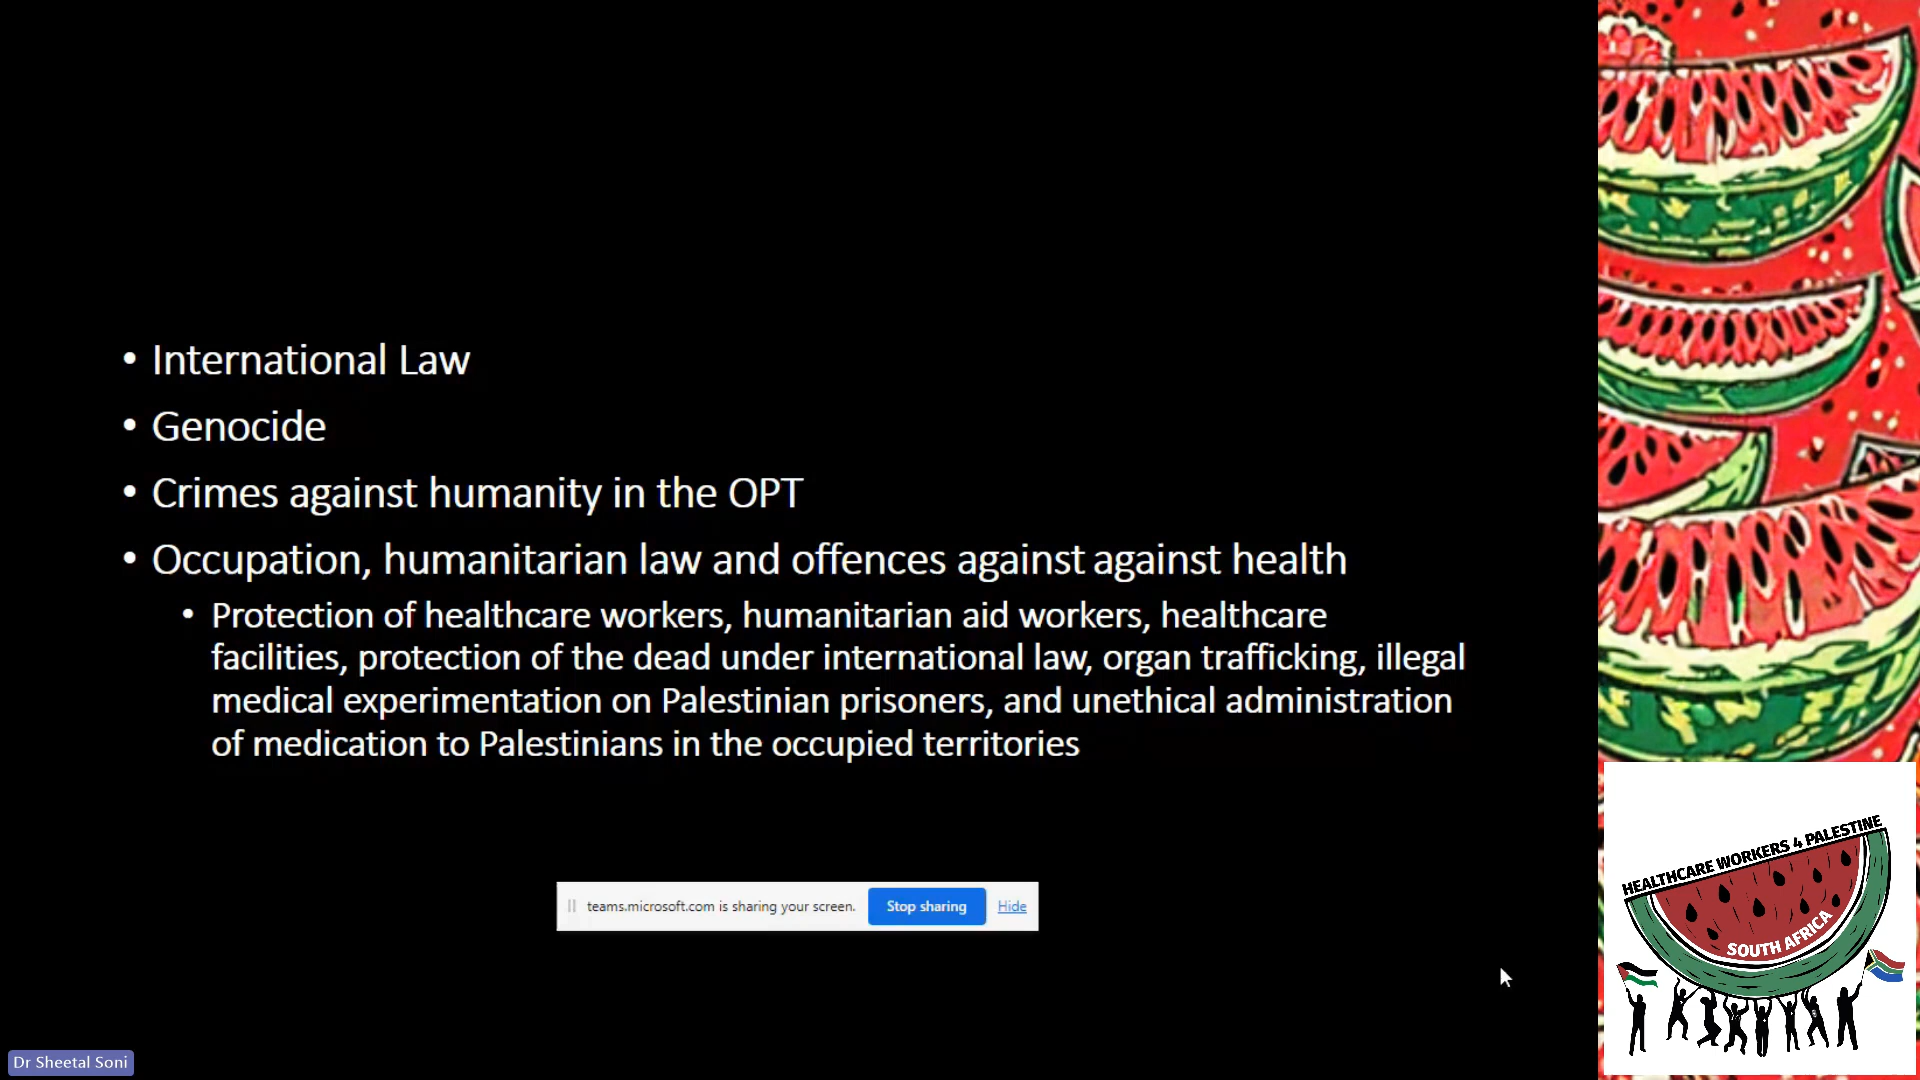 • International Law
• Genocide
• Crimes against humanity in the OPT
• Occupation, humanitarian law and offences against against health
• Protection of healthcare workers, humanitarian aid workers, healthcare
facilities, protection of the dead under international law, organ trafficking, illegal
medical experimentation on Palestinian prisoners, and unethical administration
of medication to Palestinians in the occupied territories
teams.microsoft.com is sharing your screen. Stop sharing Hide
HEALTHCARE WORKERS 4 PALESTINE
SOUTH AFRICA
Dr Sheetal Soni